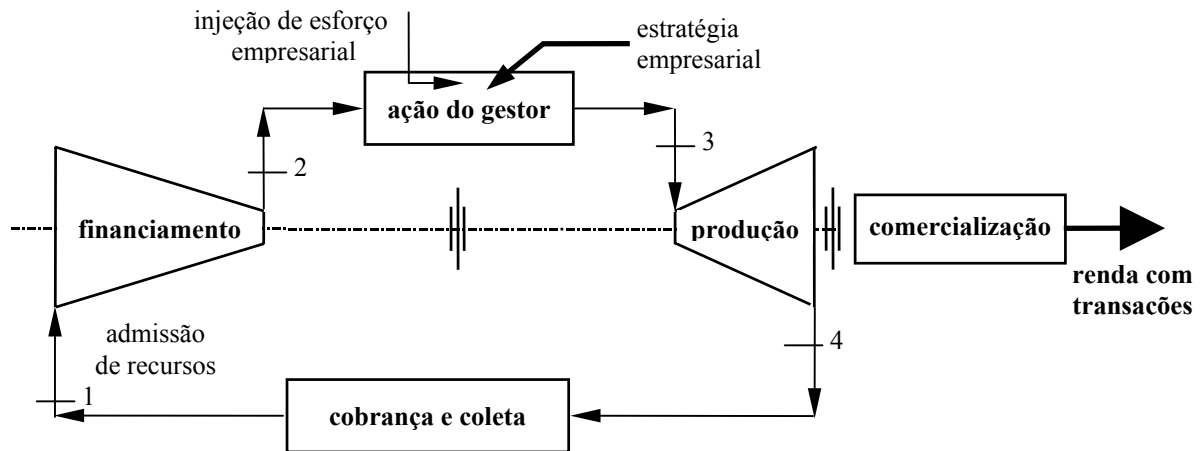 injeção de esforço
empresarial
estratégia
empresarial
ação do gestor
2
3
financiamento
produção
comercialização
renda com
transacões
admissão
de recursos
1
4
cobrança e coleta